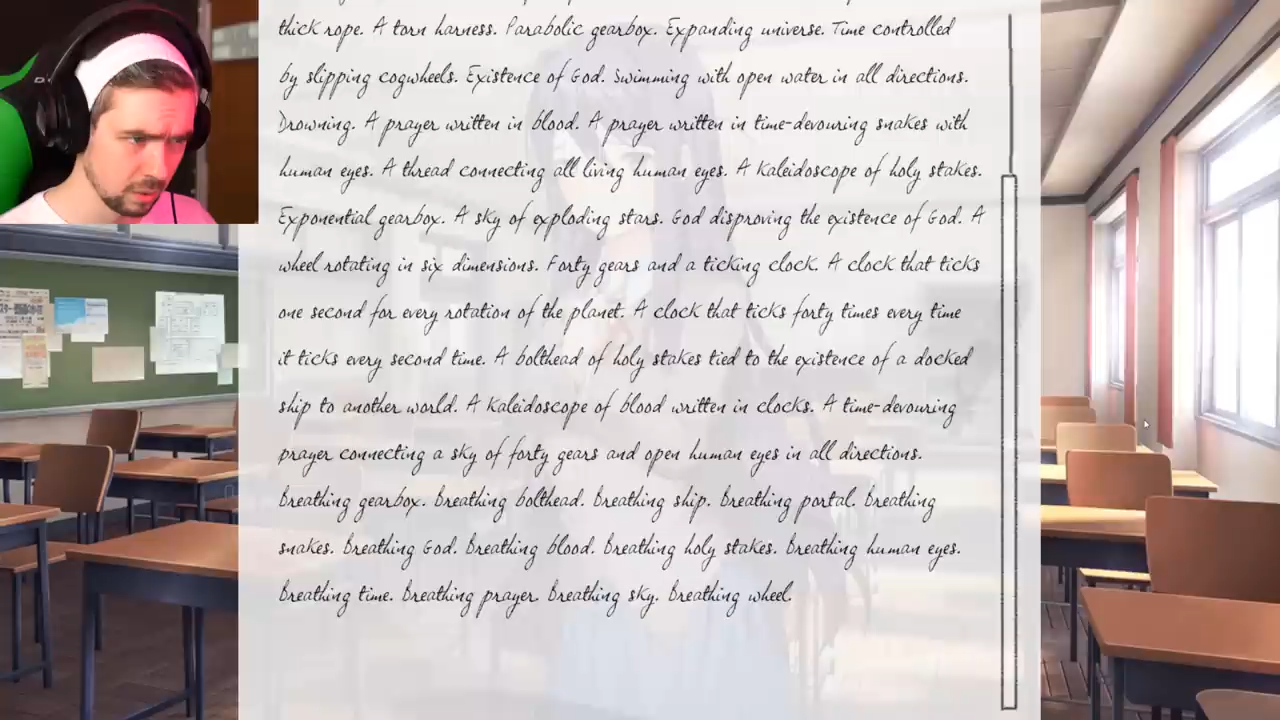 thick rope. A torn harness. Parabolic gearbox. Expanding universe. Time controlled
by slipping cogwheels. Existence of God. Swimming with open water in all directions.
Drowning. A prayer written in blood. A prayer written in time-devouring snakes with
human eyes. A thread connecting all living human eyes. A kaleidoscope of holy stakes.
Exponential gearbox. A sky of exploding stars. God disproving the existence of God. A
wheel rotating in six dimensions. Forty gears and a ticking clock. A clock that ticks
one second for every rotation of the planet. A clock that ticks forty times every time
it ticks every second time. A bolthead of holy stakes tied to the existence of a docked
ship to another world. A kaleidoscope of blood written in clocks. A time-devouring
prayer connecting a sky of forty gears and open human eyes in all directions.
Breathing gearbox. Breathing bolthead. Breathing ship. Breathing portal. Breathing
snakes. Breathing God. Breathing blood. Breathing holy stakes. Breathing human eyes.
Breathing time. Breathing prayer. Breathing sky. Breathing wheel.